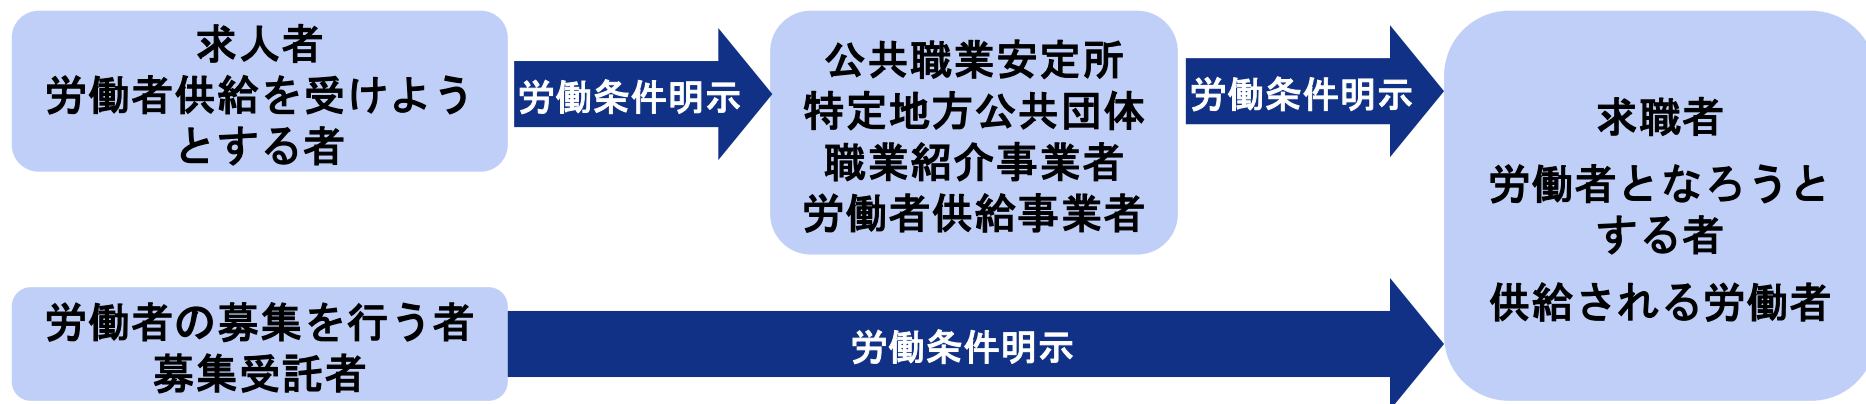 求人者
労働者供給を受けよう
とする者
労働条件明示
公共職業安定所
特定地方公共団体
職業紹介事業者
労働者供給事業者
労働条件明示
求職者
労働者となろうと
する者
供給される労働者
労働者の募集を行う者
募集受託者
労働条件明示